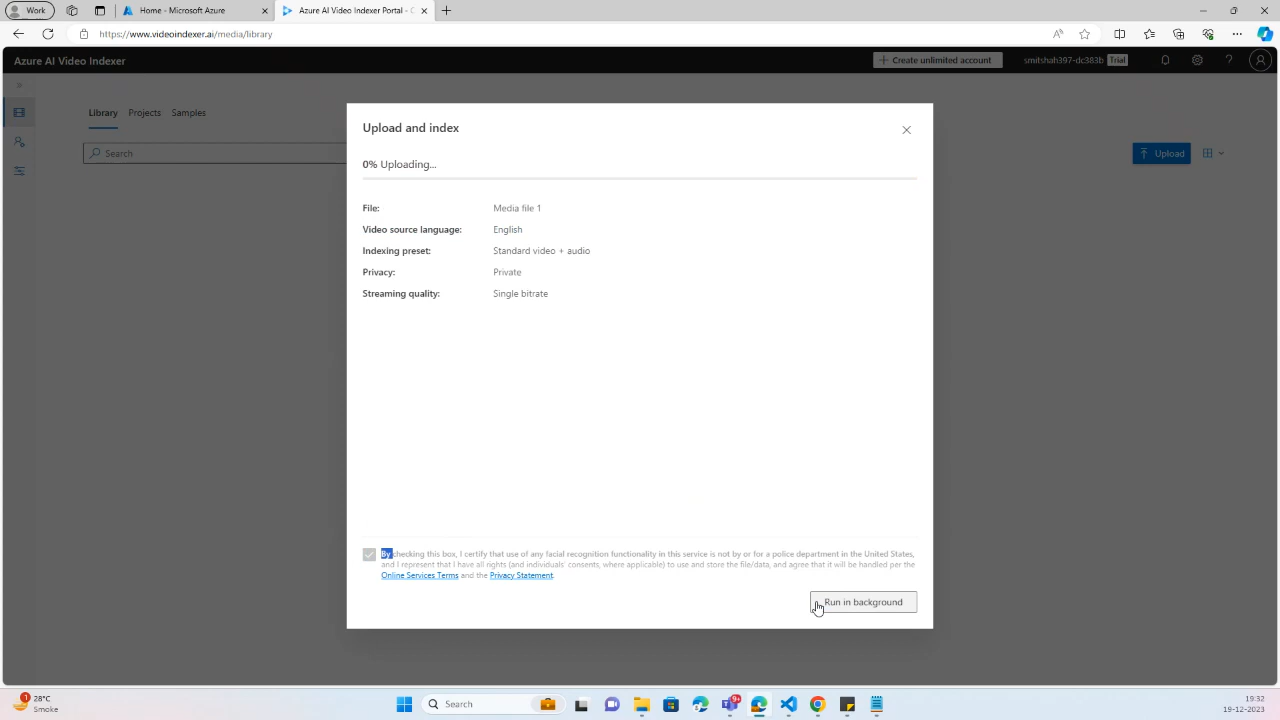 Work
Home - Microsoft Azure
Azure AI Video Indexer Portal - C
https://www.videoindexer.ai/media/library
Azure AI Video Indexer
Create unlimited account
smitshah397-dc383b Trial
Library Projects Samples
Search
Upload
Upload and index
0% Uploading...
File: Media file 1
Video source language: English
Indexing preset: Standard video + audio
Privacy: Private
Streaming quality: Single bitrate
By checking this box, I certify that use of any facial recognition functionality in this service is not by or for a police department in the United States,
and I represent that I have all rights (and individuals' consents, where applicable) to use and store the file/data, and agree that it will be handled per the
Online Services Terms and the Privacy Statement.
Run in background
1
28°C
Smoke
Search
9+
19:32
19-12-2023